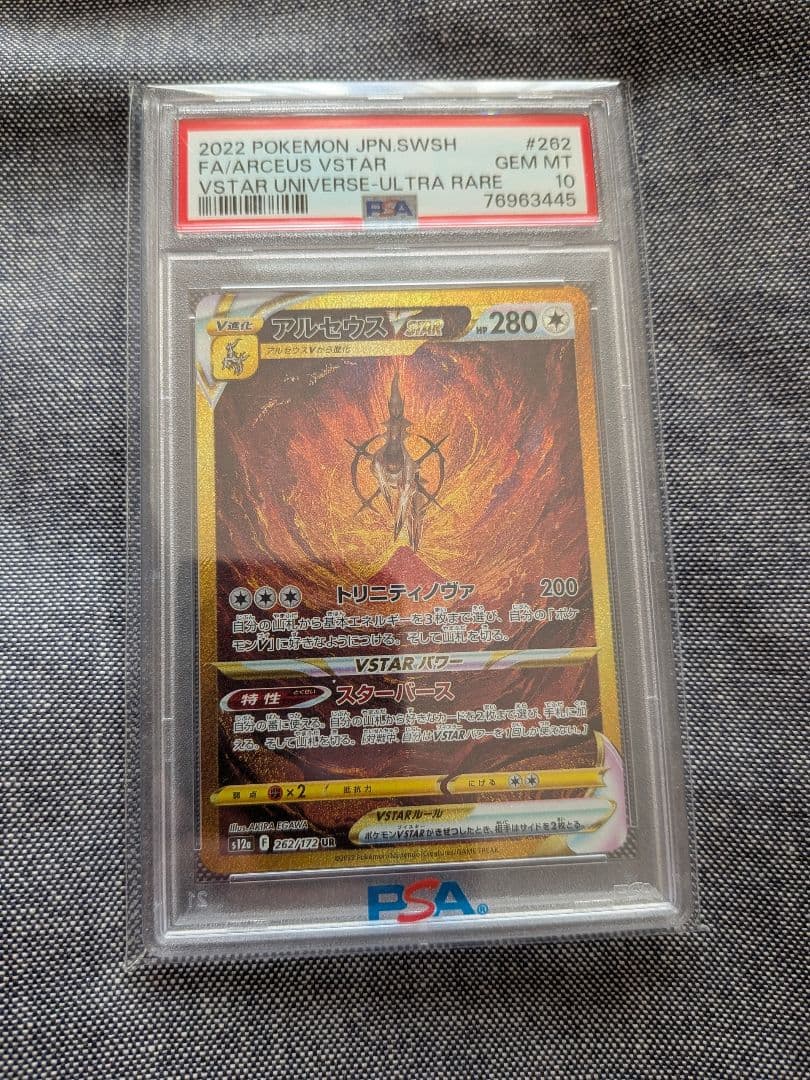 2022 POKEMON JPN.SWSH #262
FA/ARCEUS VSTAR GEM MT
VSTAR UNIVERSE-ULTRA RARE 10
76963445
PSA
V進化 アルセウス VSTAR HP 280
アルセウスVから進化
トリニティノヴァ 200
自分の山札から基本エネルギーを3枚まで選び、自分の「ポケ
モンV」に好きなようにつける。そして山札を切る。
VSTARパワー
特性 スターバース
自分の番に使える。自分の山札から好きなカードを2枚まで選び、手札に加
える。そして山札を切る。[対戦中、自分はVSTARパワーを1回しか使えない。]
弱点 ×2 抵抗力 にげる
VSTARルール
ポケモンVSTARがきぜつしたとき、相手はサイドを2枚とる。
Illus. AKIRA EGAWA
s12a F 262/172 UR
©2022 Pokémon/Nintendo/Creatures/GAME FREAK
PSA®